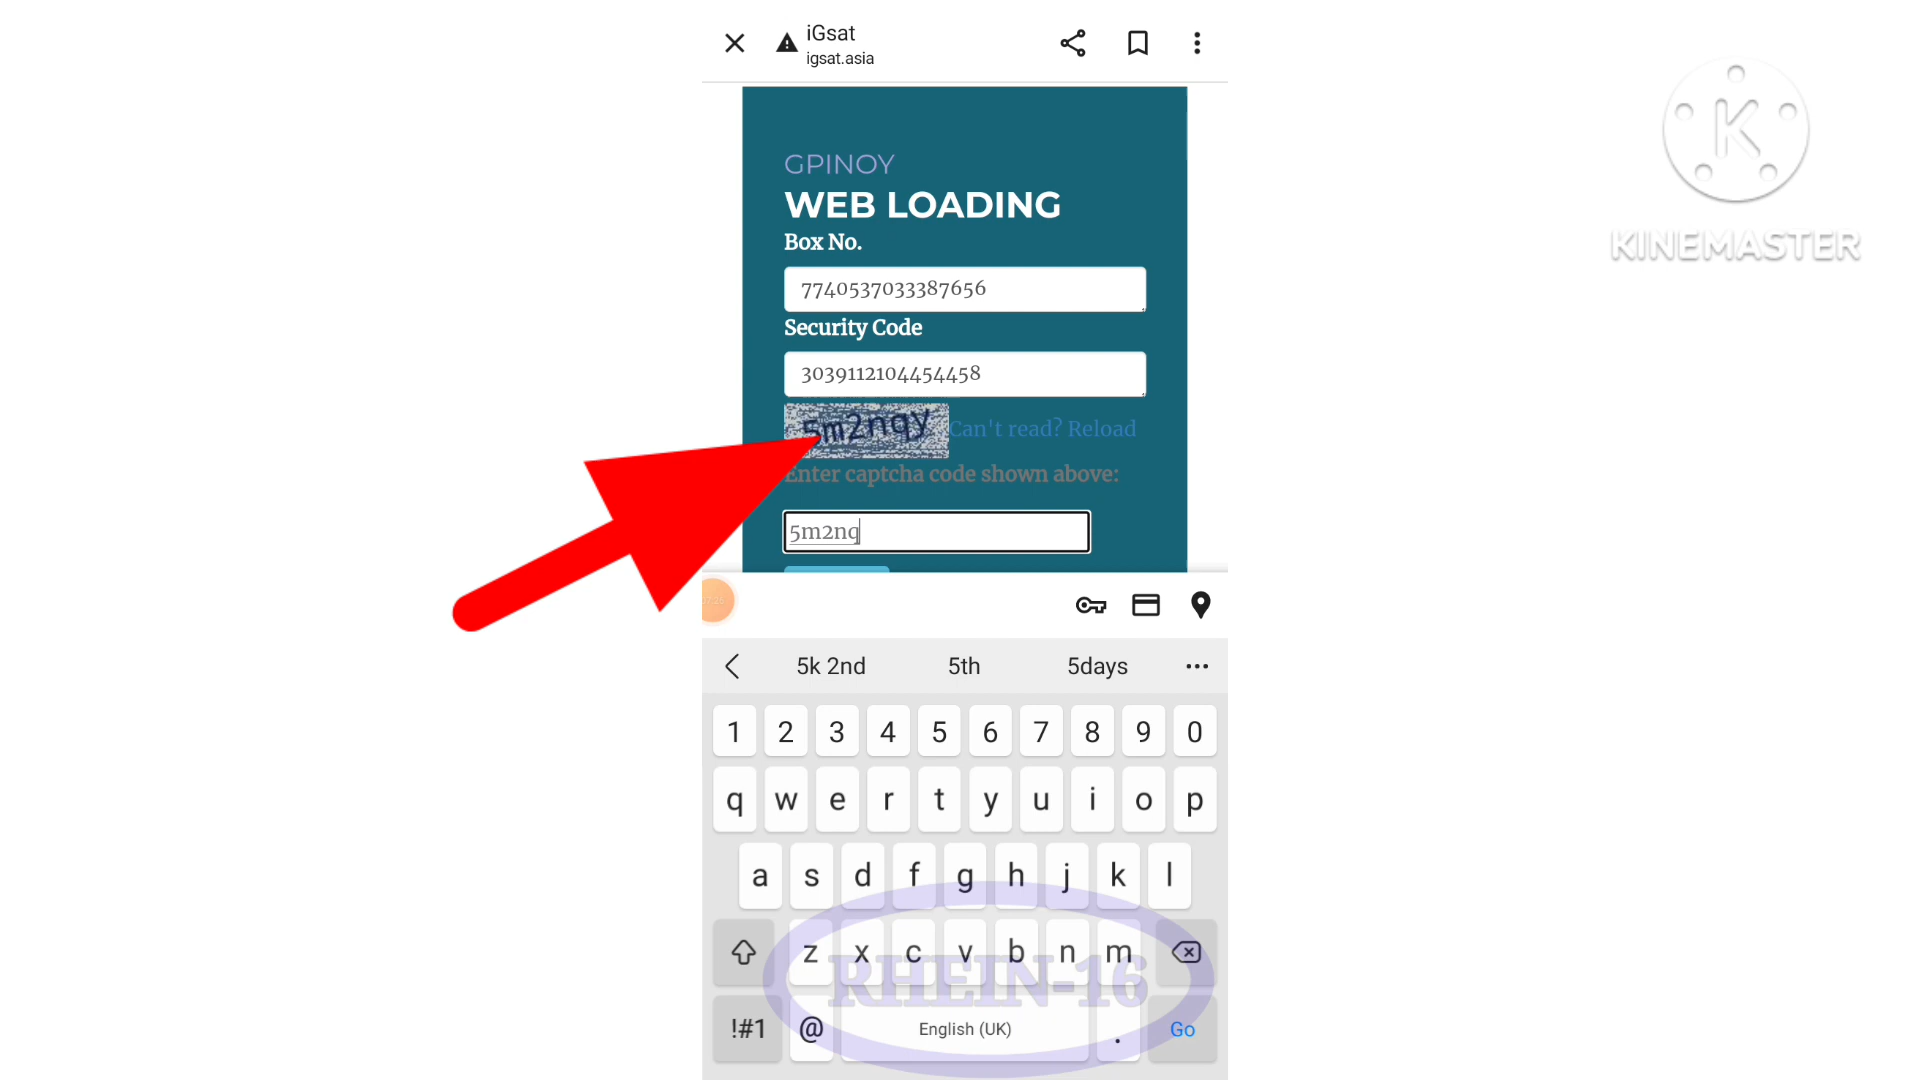 iGsat
igsat.asia
K
KINEMASTER
GPINOY
WEB LOADING
Box No.
7740537033387656
Security Code
3039112104454458
5m2nqy Can't read? Reload
Enter captcha code shown above:
5m2nq
5k 2nd 5th 5days
1 2 3 4 5 6 7 8 9 0
q w e r t y u i o p
a s d f g h j k l
z x c v b n m
RHEIN-16
!#1 @ English (UK) . Go